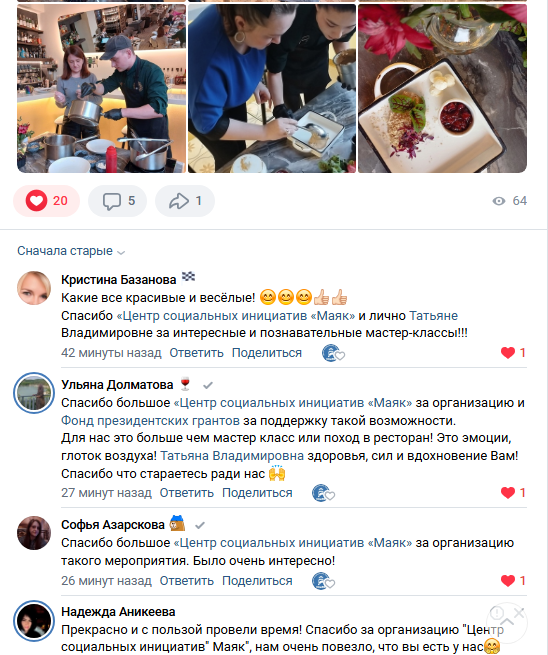 20
5
1
64
Сначала старые
Кристина Базанова
Какие все красивые и весёлые! 😊😊😊👍🏻👍🏻
Спасибо «Центр социальных инициатив «Маяк» и лично Татьяне
Владимировне за интересные и познавательные мастер-классы!!!
42 минуты назад Ответить Поделиться 1
Ульяна Долматова 🍷
Спасибо большое «Центр социальных инициатив «Маяк» за организацию и
Фонд президентских грантов за поддержку такой возможности.
Для нас это больше чем мастер класс или поход в ресторан! Это эмоции,
глоток воздуха! Татьяна Владимировна здоровья, сил и вдохновение Вам!
Спасибо что стараетесь ради нас 🙌
27 минут назад Ответить Поделиться 1
Софья Азарскова
Спасибо большое «Центр социальных инициатив «Маяк» за организацию
такого мероприятия. Было очень интересно!
26 минут назад Ответить Поделиться 1
Надежда Аникеева
Прекрасно и с пользой провели время! Спасибо за организацию "Центр
социальных инициатив" Маяк", нам очень повезло, что вы есть у нас🤗